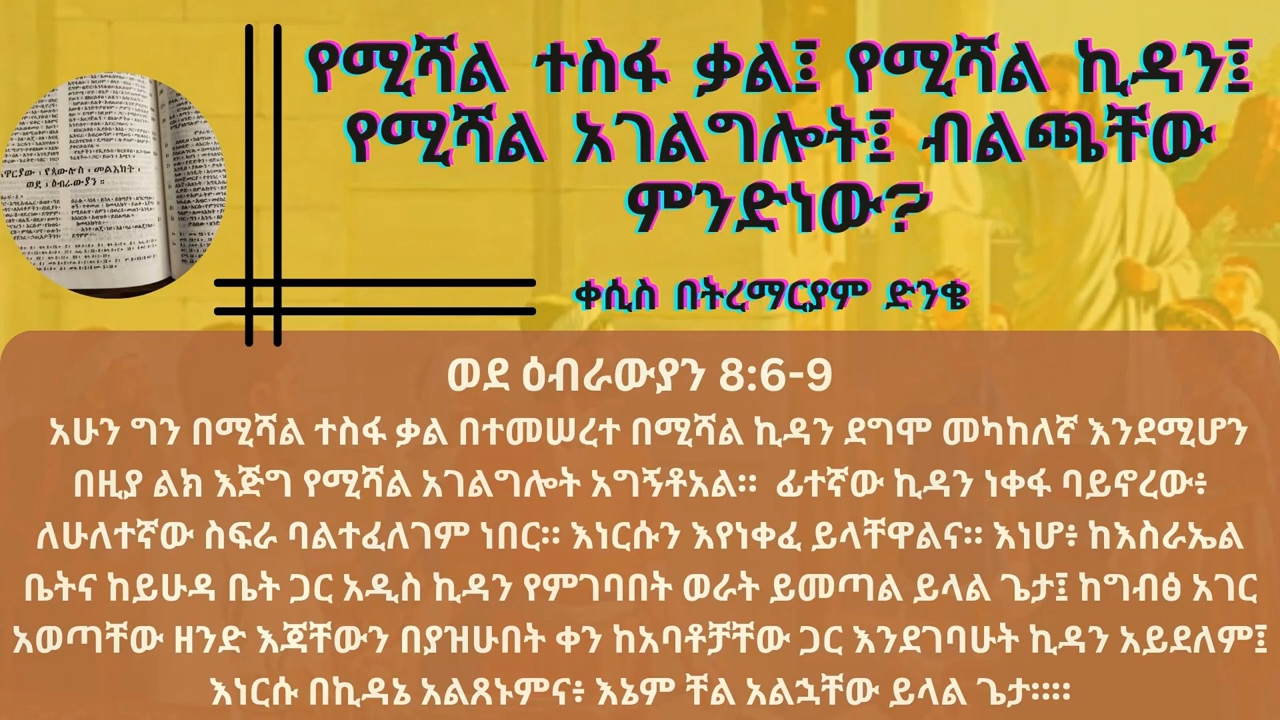 የሚሻል ተስፋ ቃል፤ የሚሻል ኪዳን፤
የሚሻል አገልግሎት፤ ብልጫቸው
ምንድነው?
ቀሲስ በትረማርያም ድንቄ
ወደ ዕብራውያን 8:6-9
አሁን ግን በሚሻል ተስፋ ቃል በተመሠረተ በሚሻል ኪዳን ደግሞ መካከለኛ እንደሚሆን
በዚያ ልክ እጅግ የሚሻል አገልግሎት አግኝቶአል። ፊተኛው ኪዳን ነቀፋ ባይኖረው፥
ለሁለተኛው ስፍራ ባልተፈለገም ነበር። እነርሱን እየነቀፈ ይላቸዋልና። እነሆ፥ ከእስራኤል
ቤትና ከይሁዳ ቤት ጋር አዲስ ኪዳን የምገባበት ወራት ይመጣል ይላል ጌታ፤ ከግብፅ አገር
አወጣቸው ዘንድ እጃቸውን በያዝሁበት ቀን ከአባቶቻቸው ጋር እንደገባሁት ኪዳን አይደለም፤
እነርሱ በኪዳኔ አልጸኑምና፥ እኔም ቸል አልኋቸው ይላል ጌታ።።
የጳውሎስ፡ መልእክት፡
ወደ፡ ዕብራውያን።